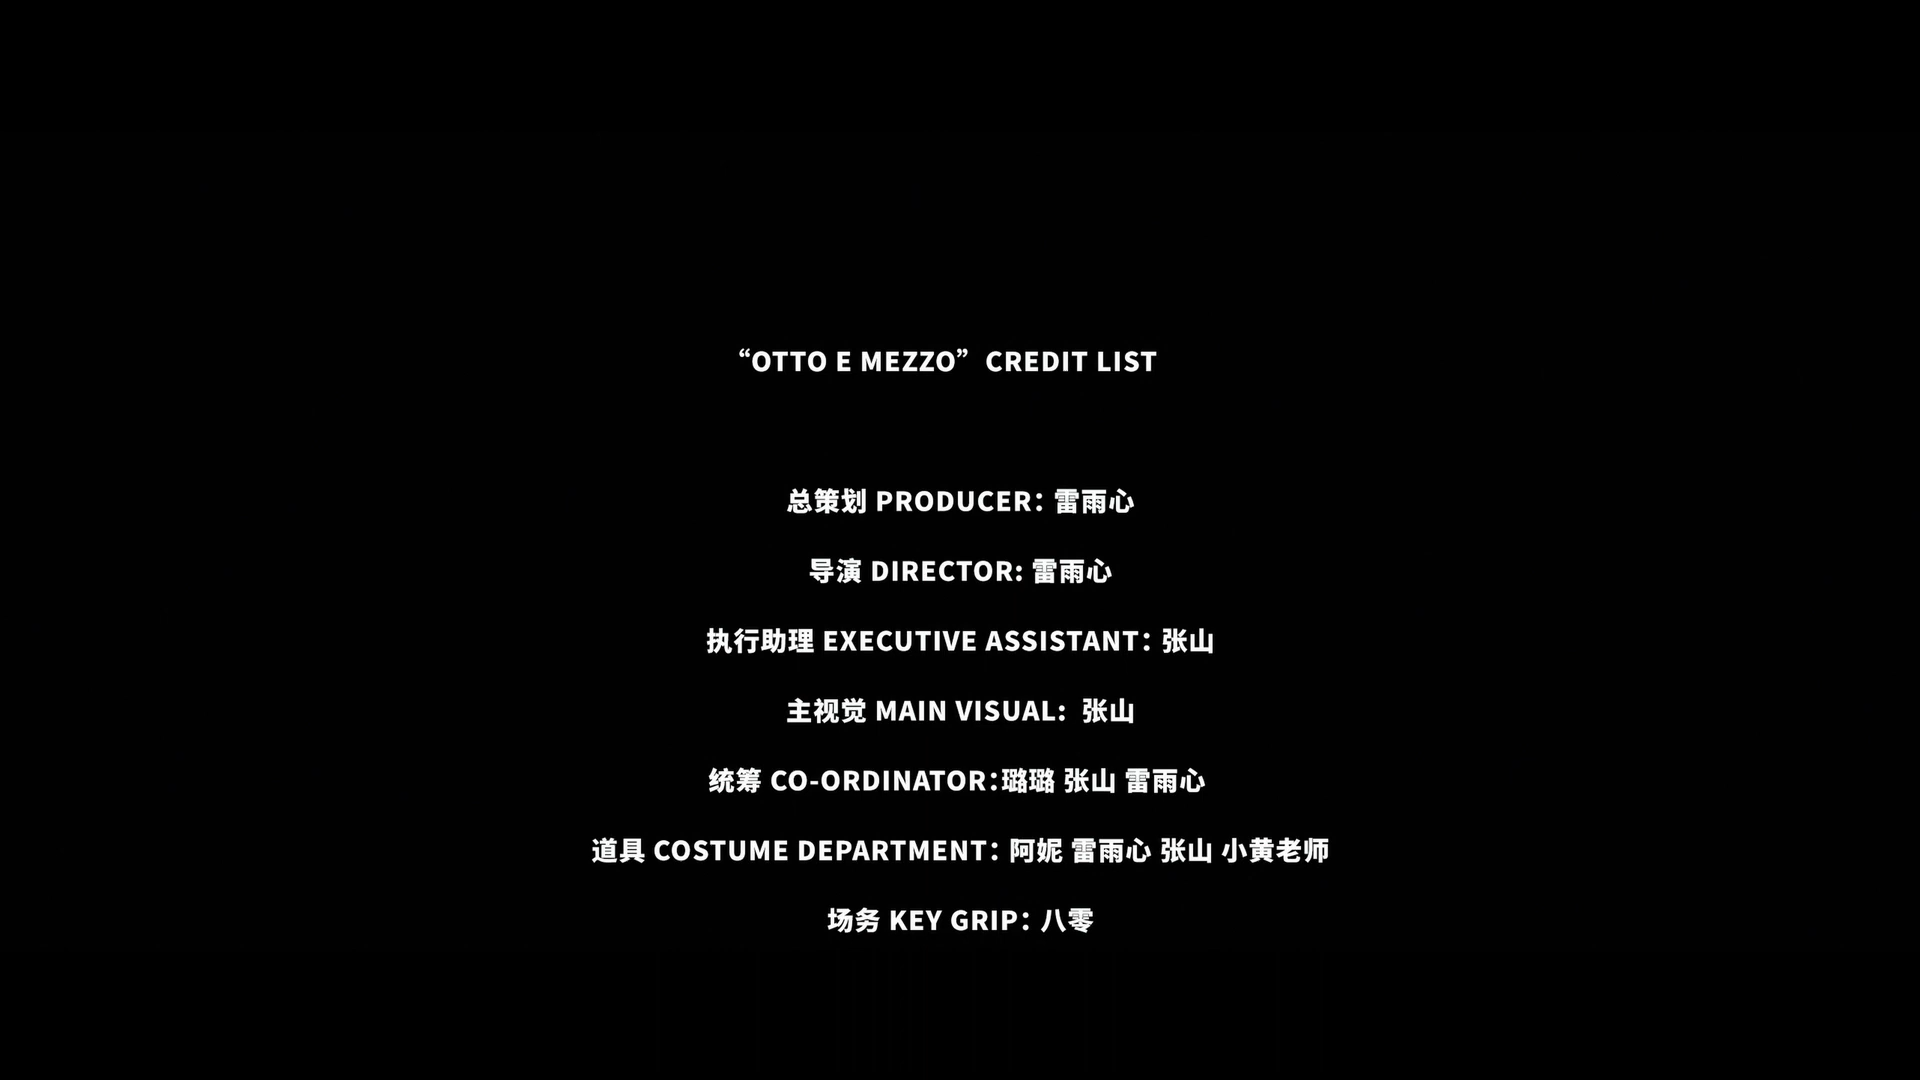 “OTTO E MEZZO” CREDIT LIST
总策划 PRODUCER：雷雨心
导演 DIRECTOR: 雷雨心
执行助理 EXECUTIVE ASSISTANT：张山
主视觉 MAIN VISUAL： 张山
统筹 CO-ORDINATOR：璐璐 张山 雷雨心
道具 COSTUME DEPARTMENT：阿妮 雷雨心 张山 小黄老师
场务 KEY GRIP：八零